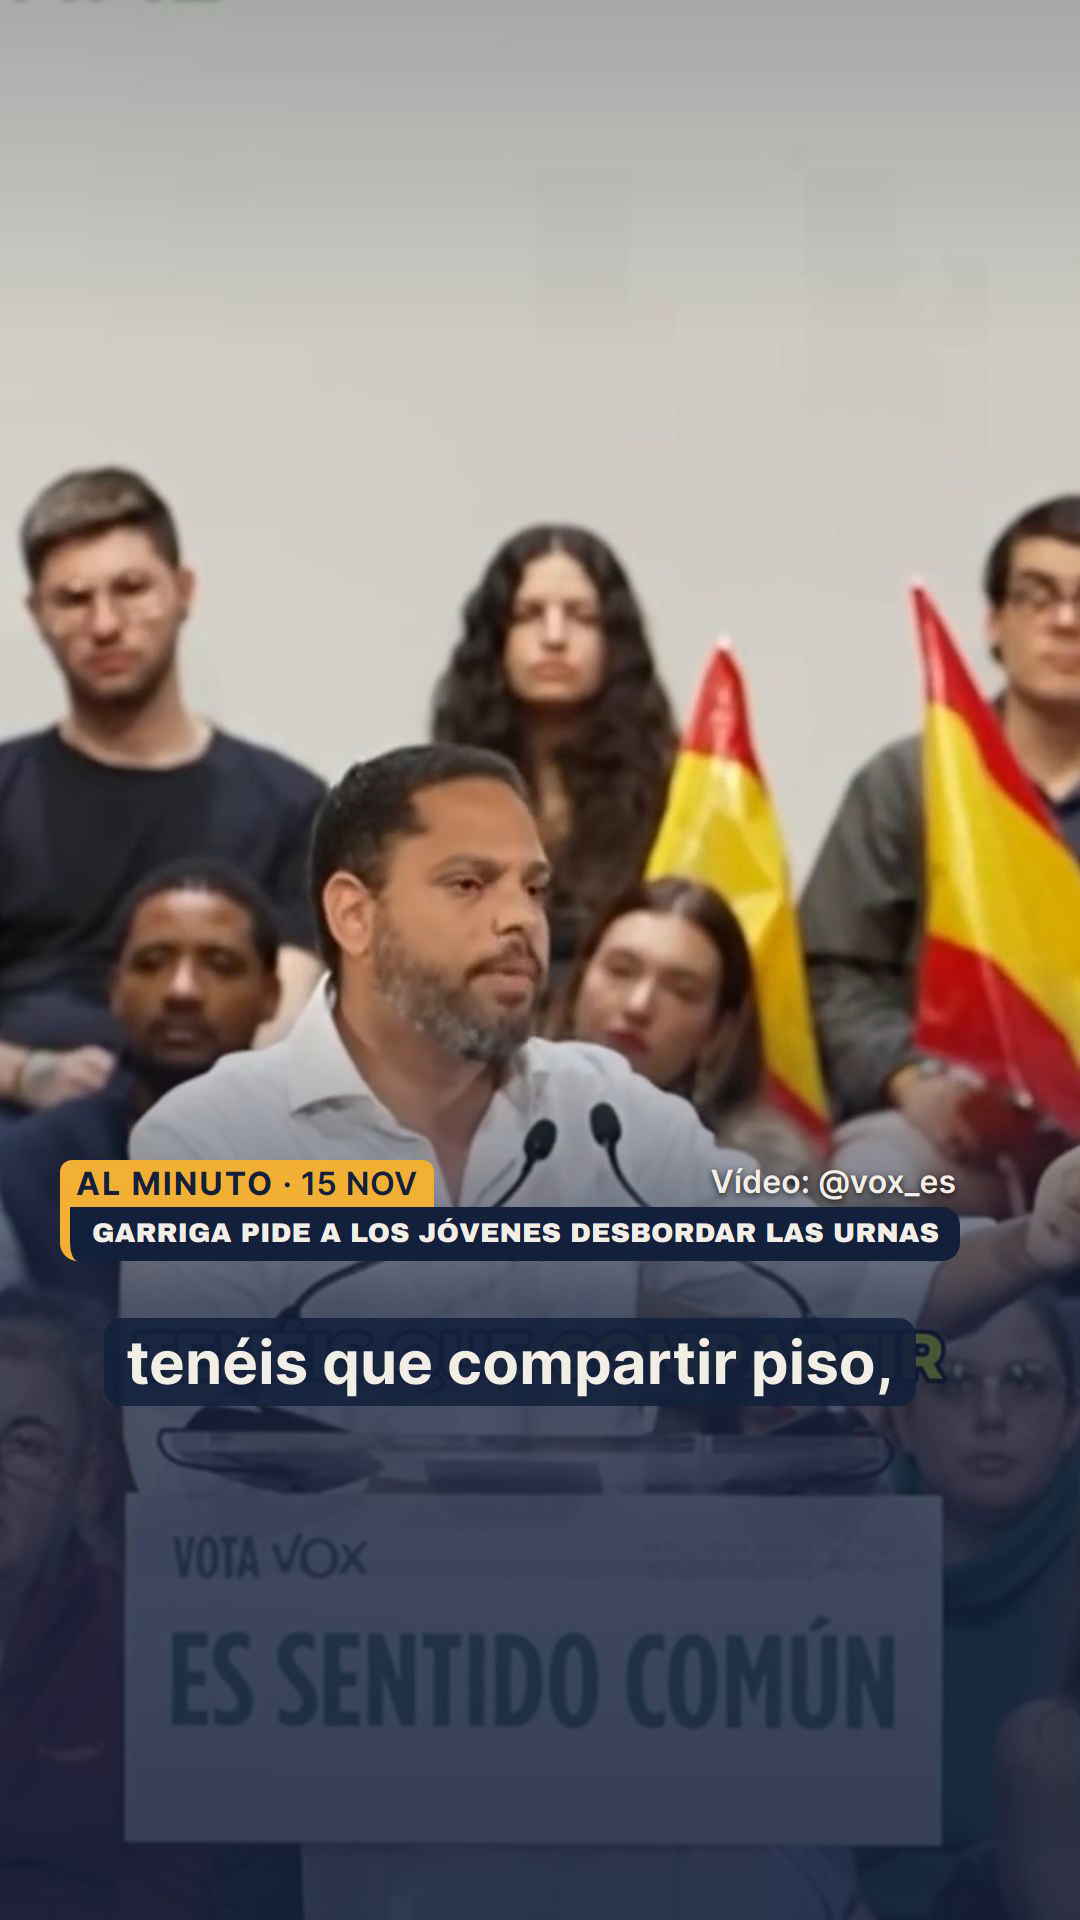 AL MINUTO · 15 NOV
Vídeo: @vox_es
GARRIGA PIDE A LOS JÓVENES DESBORDAR LAS URNAS
tenéis que compartir piso,
VOTA VOX
ES SENTIDO COMÚN